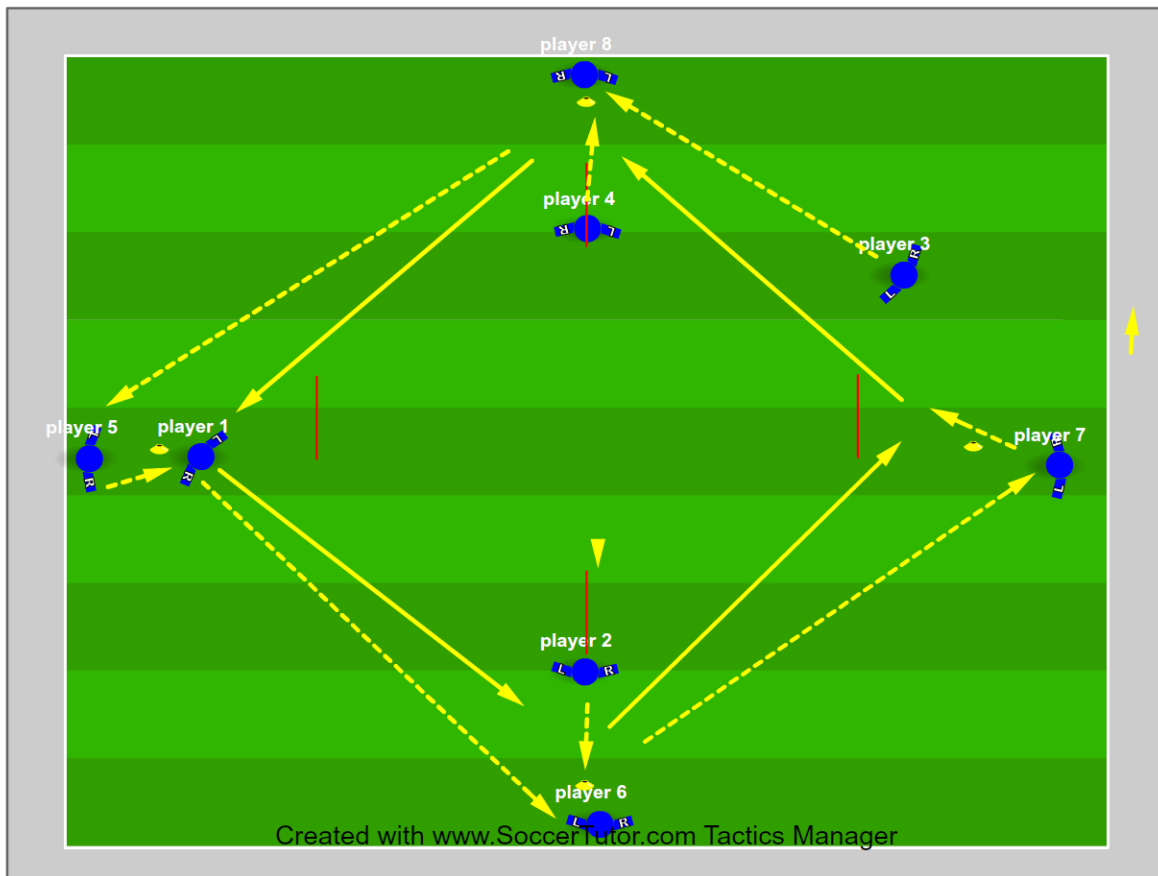 player 8
player 4
player 3
player 5
player 1
player 7
player 2
player 6
Created with www.SoccerTutor.com Tactics Manager
R
L
R
L
R
L
L
R
L
R
R
L
L
R
L
R